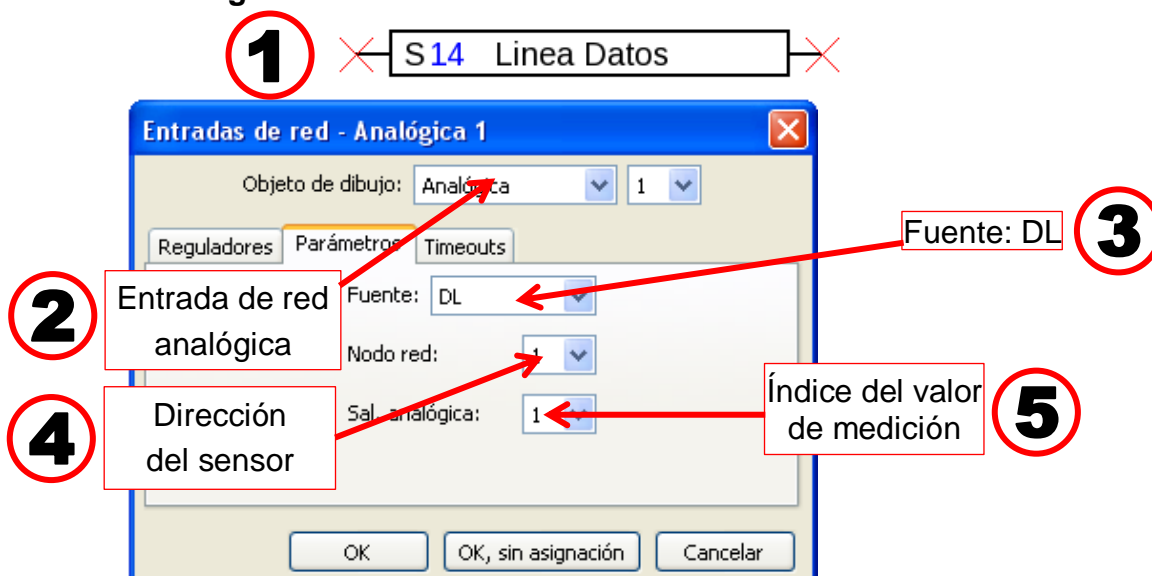 1
S14 Linea Datos
Entradas de red - Analógica 1
Objeto de dibujo: Analógica 1
Reguladores Parámetros Timeouts
Fuente: DL
3
2
Entrada de red
analógica
Fuente: DL
Nodo red: 1
4
Dirección
del sensor
Sal. analógica: 1
Índice del valor
de medición
5
OK OK, sin asignación Cancelar